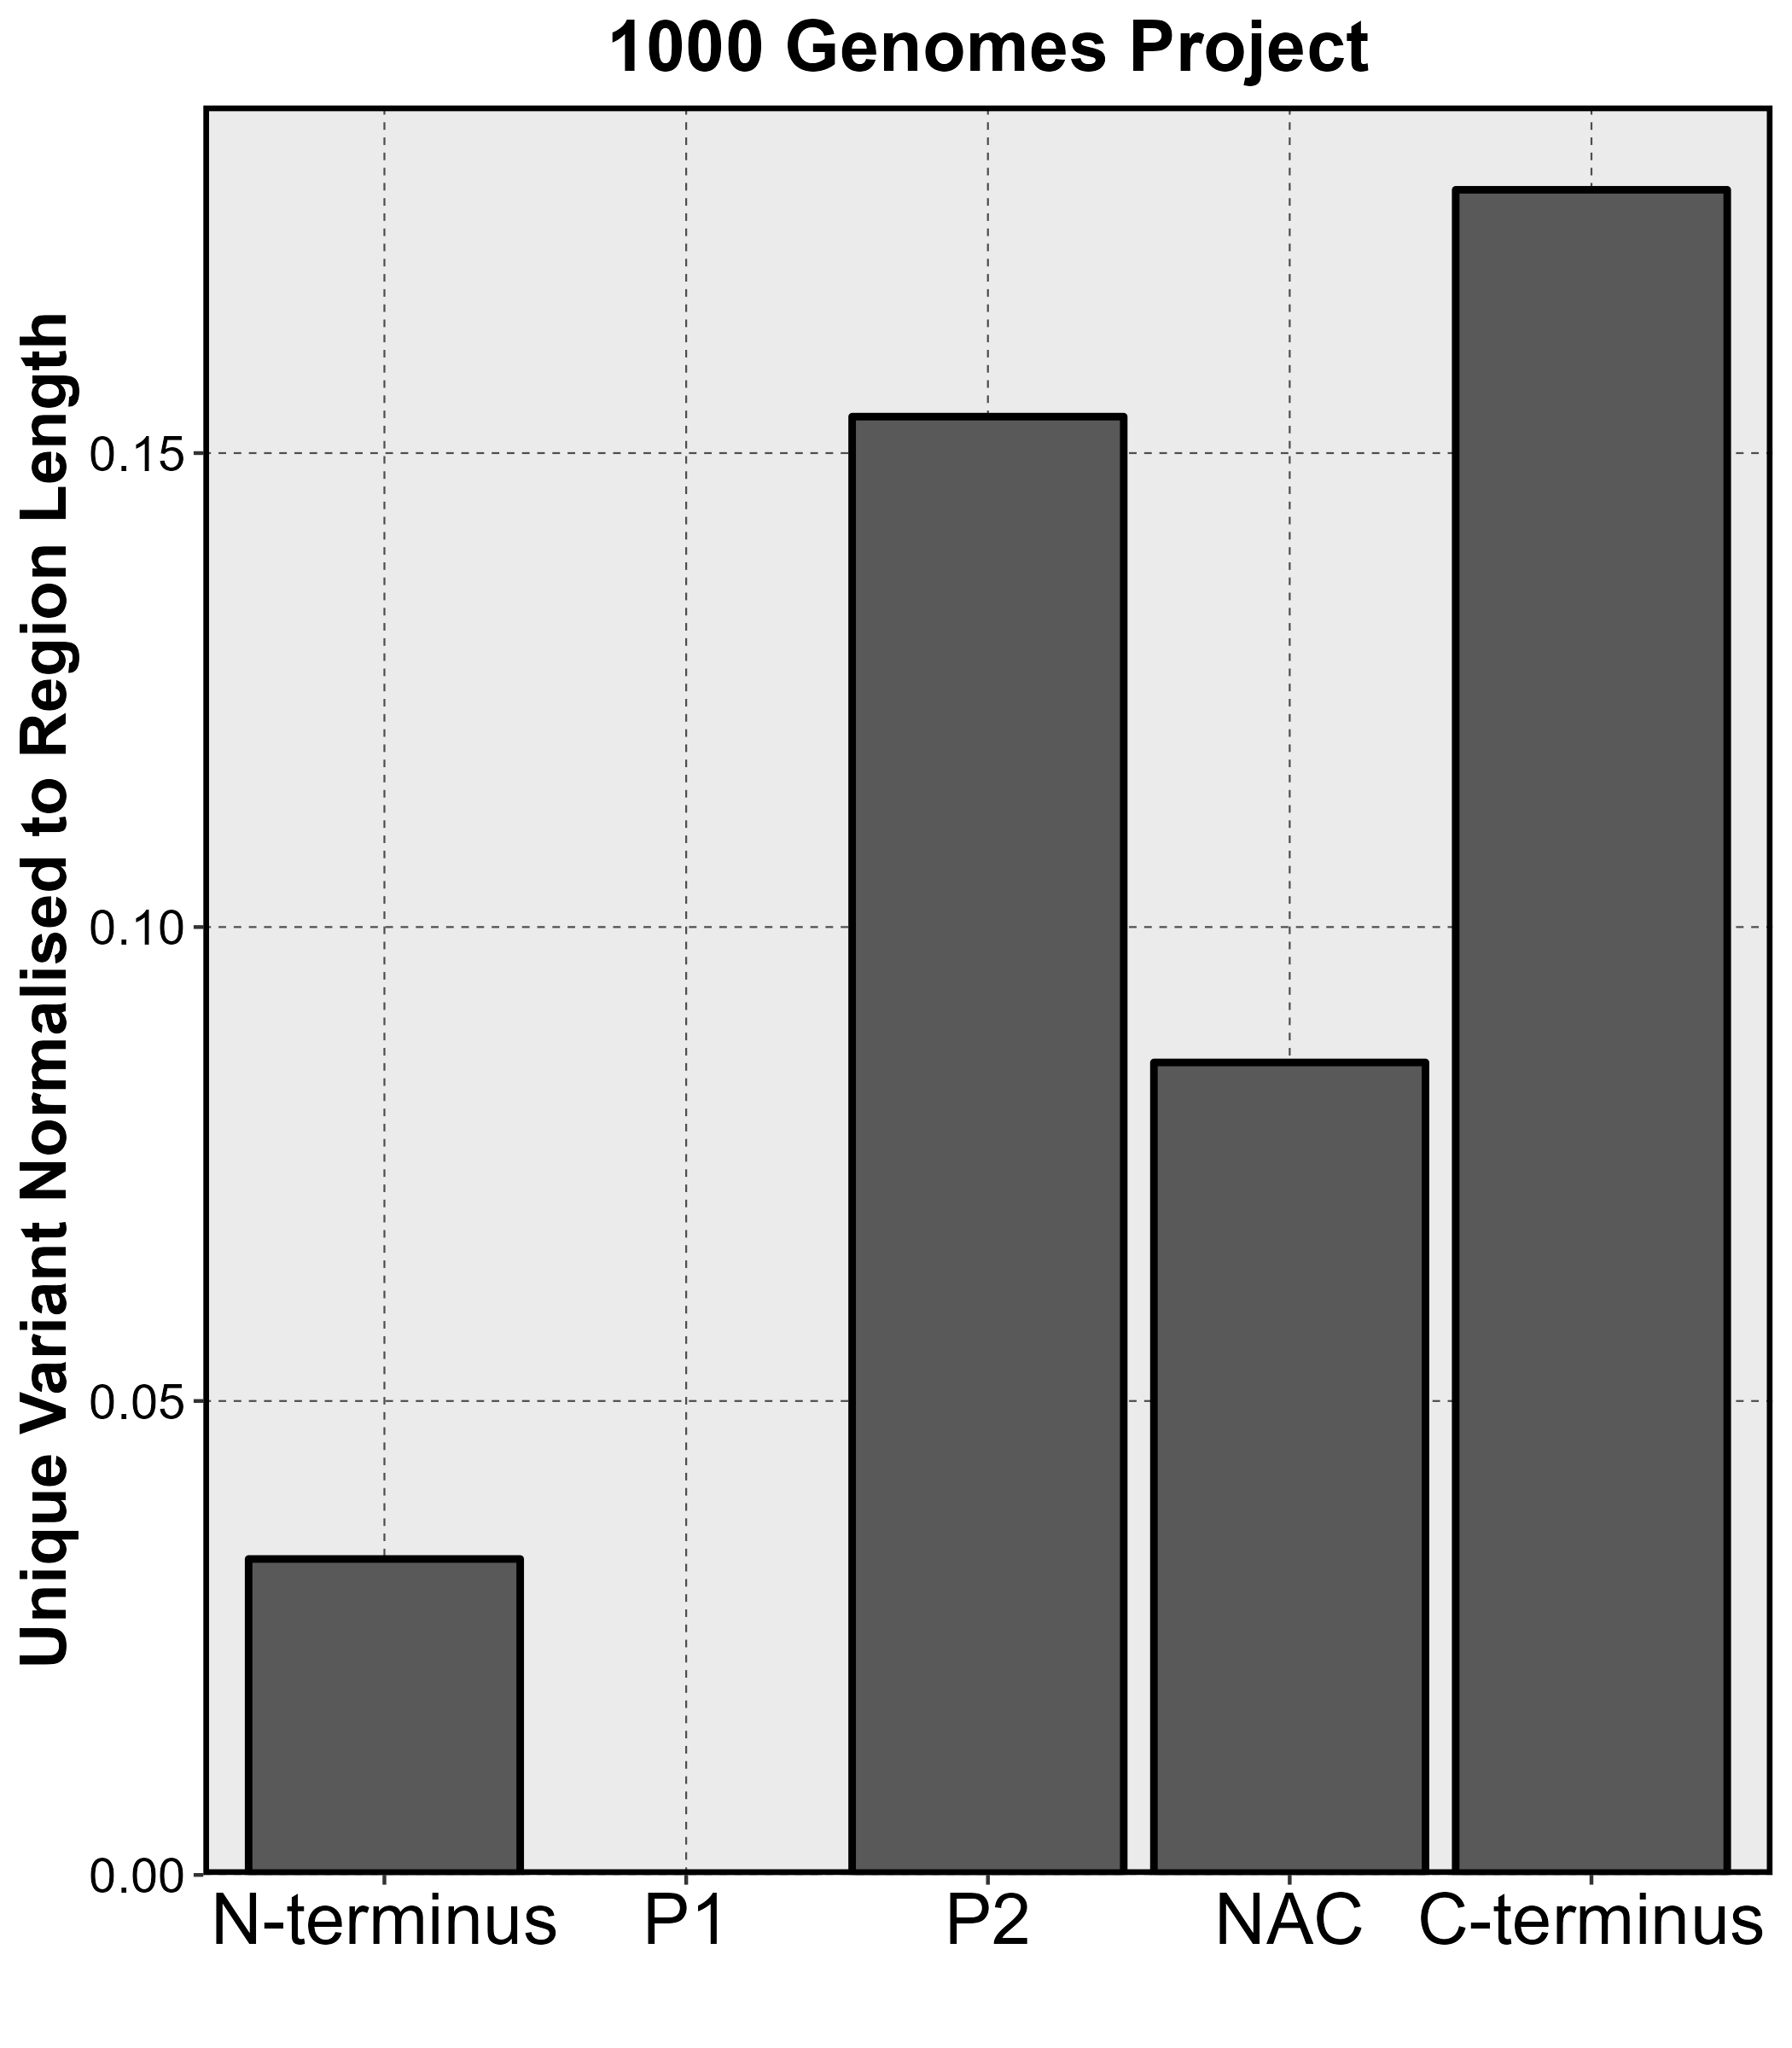 1000 Genomes Project
Unique Variant Normalised to Region Length
0.15
0.10
0.05
0.00
N-terminus P1 P2 NAC C-terminus